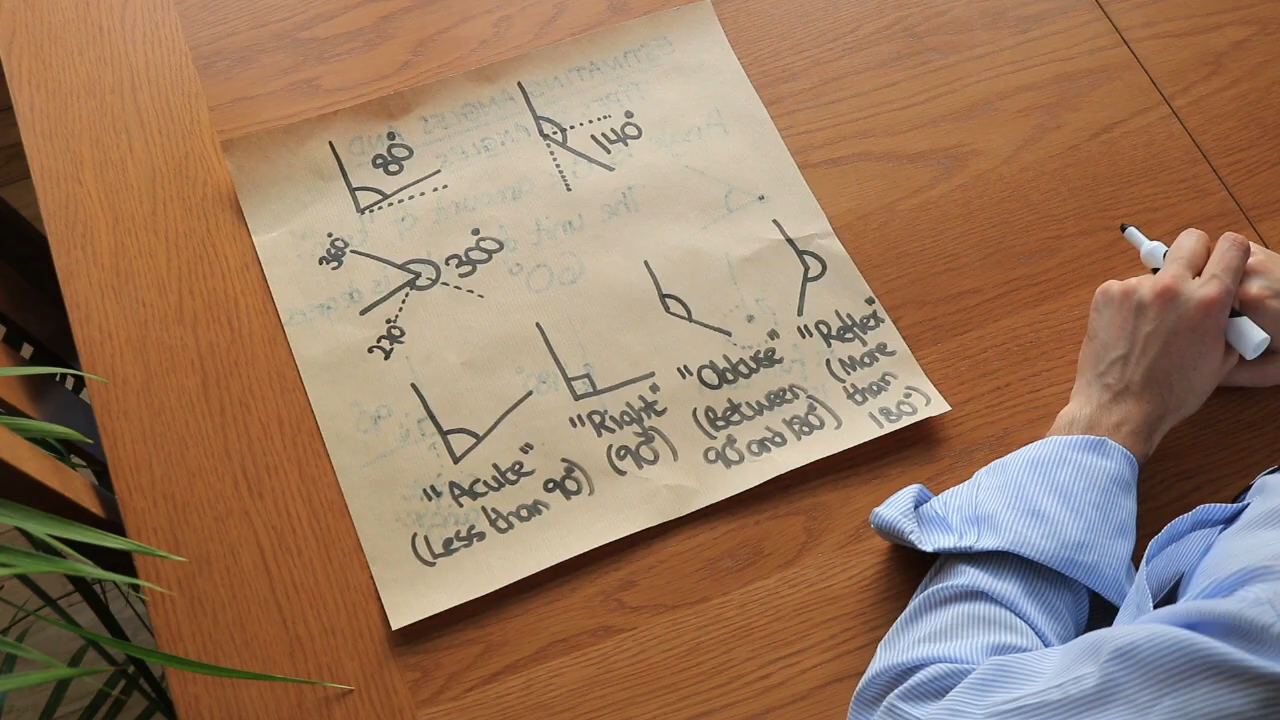 80°
140°
360°
300°
270°
"Acute"
(Less than 90°)
"Right"
(90°)
"Obtuse"
(Between
90° and 180°)
"Reflex"
(More
than
180°)